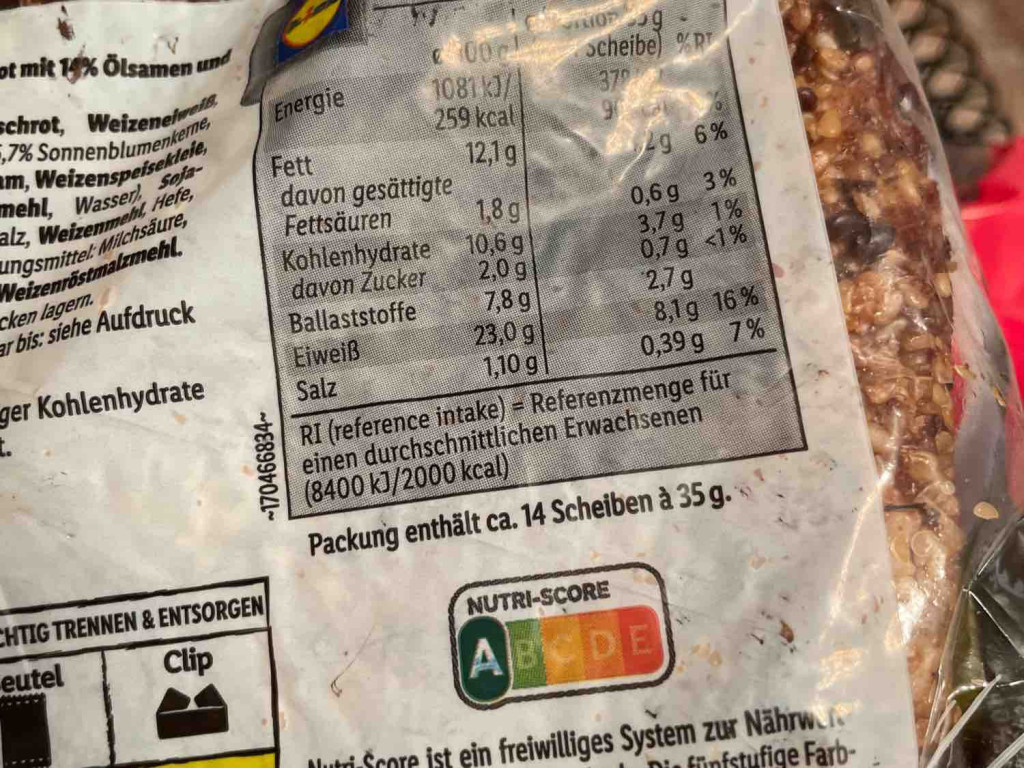 mit 14% Ölsamen und
schrot, Weizeneiweiß,
5,7% Sonnenblumenkerne,
Weizenspeisekleie,
mehl, Wasser), Soja-
alz, Weizenmehl, Hefe,
ungsmittel: Milchsäure,
Weizenröstmalzmehl.
cken lagern.
ar bis: siehe Aufdruck
ger Kohlenhydrate
t.
Scheibe) %RI
Energie 1081 kJ/
259 kcal
Fett 12,1 g 6%
davon gesättigte
Fettsäuren 1,8 g 0,6 g 3%
Kohlenhydrate 10,6 g 3,7 g 1%
davon Zucker 2,0 g 0,7 g <1%
Ballaststoffe 7,8 g 2,7 g
Eiweiß 23,0 g 8,1 g 16%
Salz 1,10 g 0,39 g 7%
RI (reference intake) = Referenzmenge für
einen durchschnittlichen Erwachsenen
(8400 kJ/2000 kcal)
~170466834~
Packung enthält ca. 14 Scheiben à 35 g.
CHTIG TRENNEN & ENTSORGEN
eutel Clip
NUTRI-SCORE
A B C D E
Nutri-Score ist ein freiwilliges System zur
Die fünfstufige Farb-